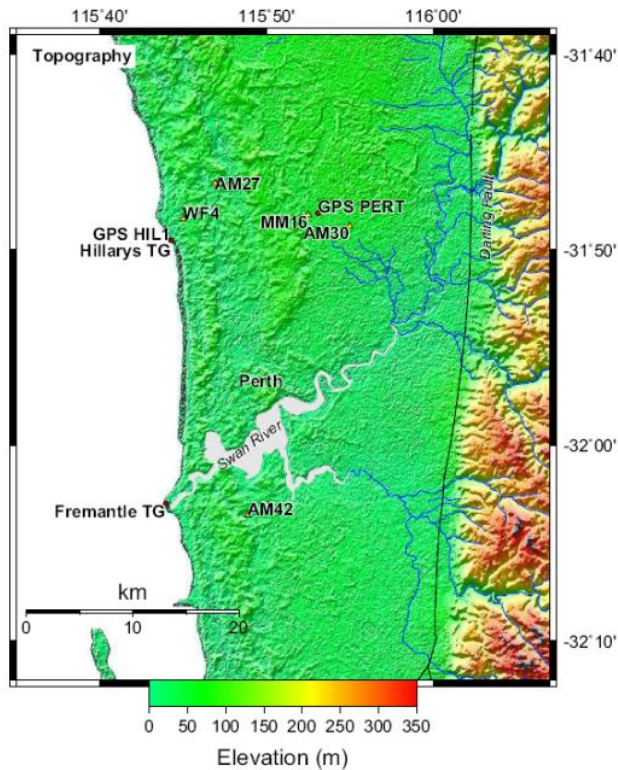 115˚40' 115˚50' 116˚00'
Topography
-31˚40'
AM27
WF4
GPS PERT
MM16
AM30
GPS HIL1
Hillarys TG
Darling Fault
-31˚50'
Perth
Swan River
-32˚00'
Fremantle TG
AM42
km
0 10 20
-32˚10'
0 50 100 150 200 250 300 350
Elevation (m)